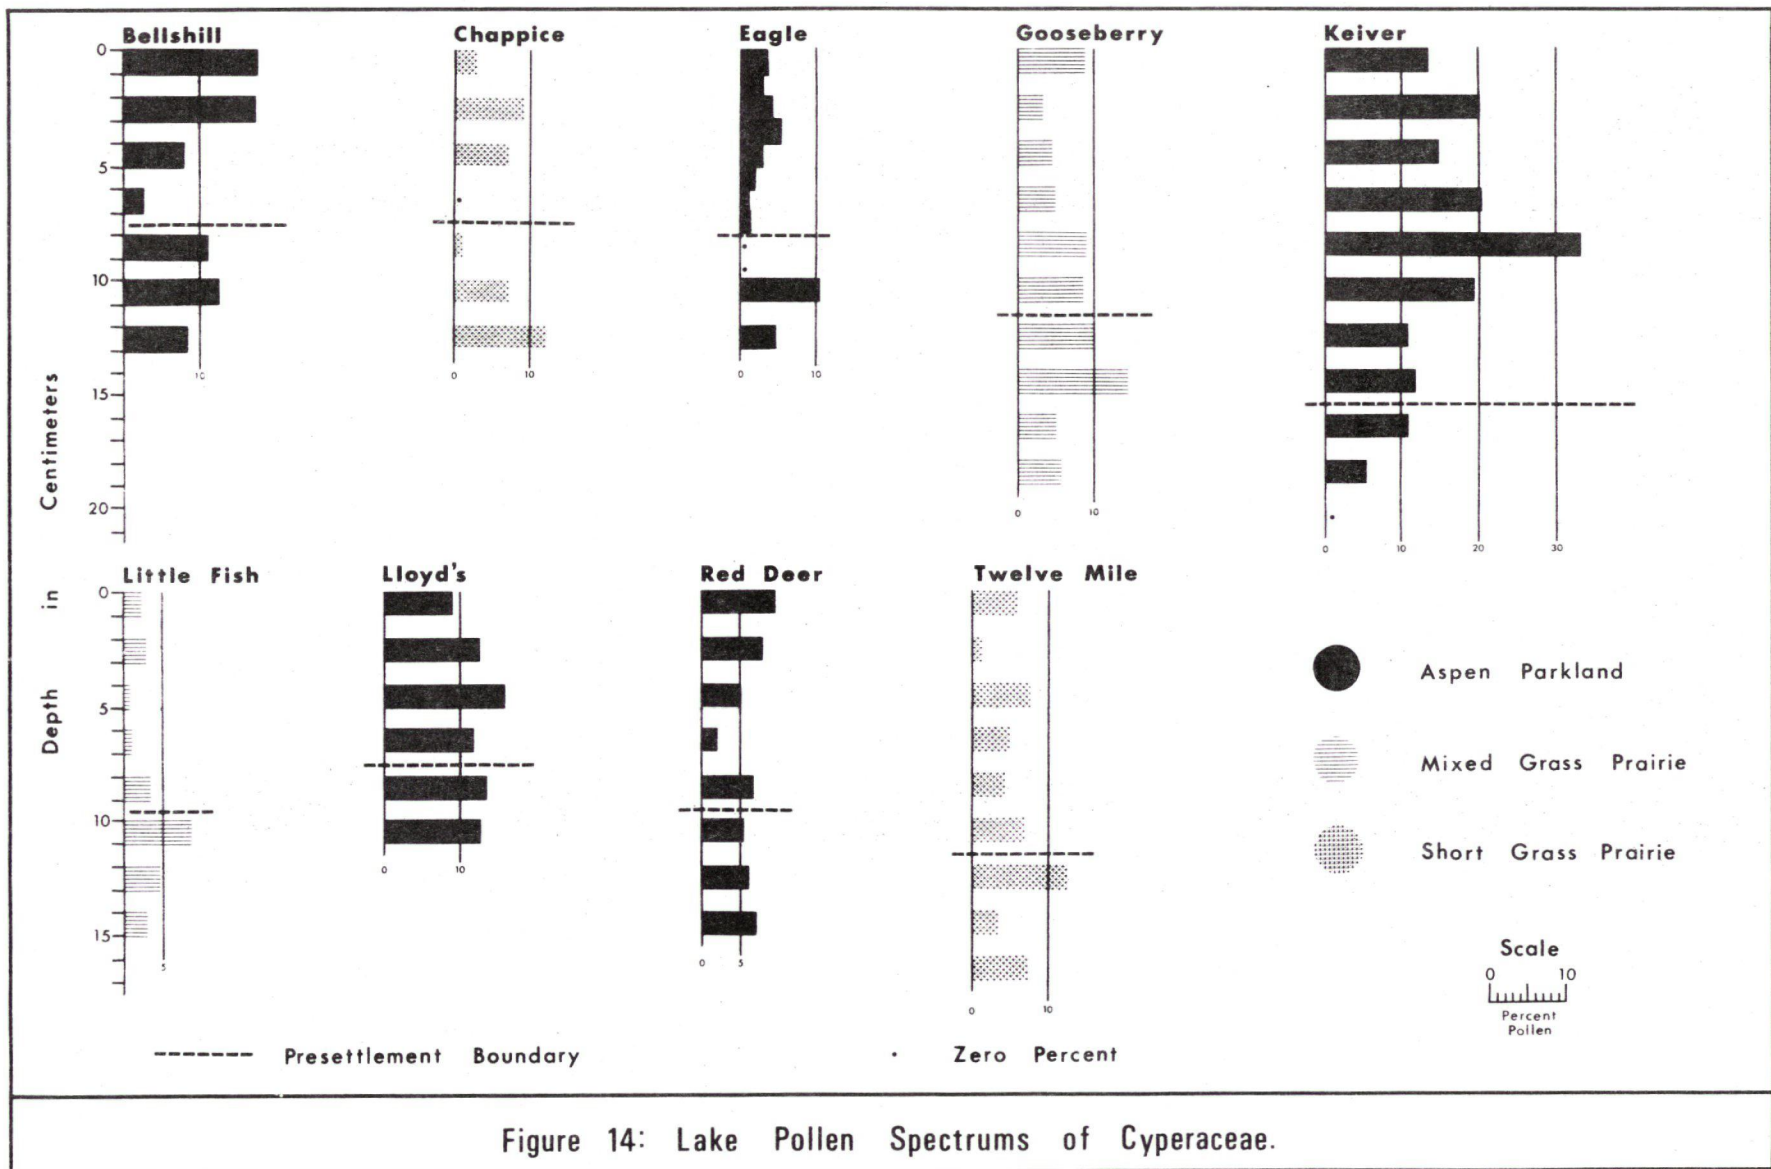 Bellshill Chappice Eagle Gooseberry Keiver
0
5
10
15
20
10
0 10
0 10
0 10
0 10 20 30
Depth in Centimeters
Little Fish Lloyd's Red Deer Twelve Mile
0
5
10
15
5
0 10
0 5
0 10
Aspen Parkland
Mixed Grass Prairie
Short Grass Prairie
Scale
0 10
Percent
Pollen
Presettlement Boundary
Zero Percent
Figure 14: Lake Pollen Spectrums of Cyperaceae.